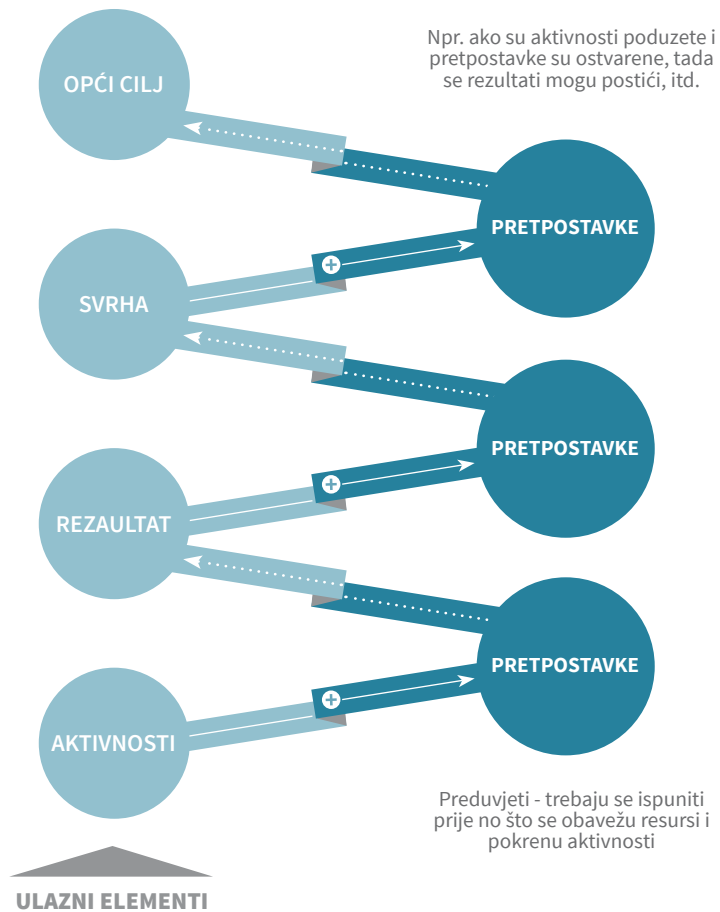 Npr. ako su aktivnosti poduzete i
pretpostavke su ostvarene, tada
se rezultati mogu postići, itd.
OPĆI CILJ
PRETPOSTAVKE
SVRHA
PRETPOSTAVKE
REZAULTAT
PRETPOSTAVKE
AKTIVNOSTI
Preduvjeti - trebaju se ispuniti
prije no što se obavežu resursi i
pokrenu aktivnosti
ULAZNI ELEMENTI